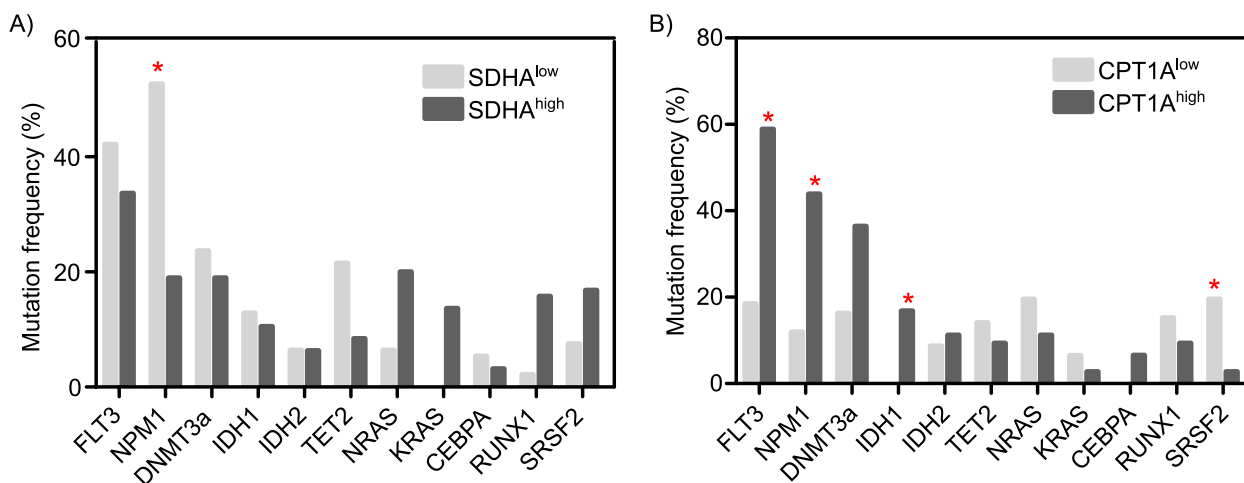 A)
Mutation frequency (%)
60
40
20
0
*
SDHAlow
SDHAhigh
FLT3
NPM1
DNMT3a
IDH1
IDH2
TET2
NRAS
KRAS
CEBPA
RUNX1
SRSF2
B)
Mutation frequency (%)
80
60
40
20
0
*
*
*
*
CPT1Alow
CPT1Ahigh
FLT3
NPM1
DNMT3a
IDH1
IDH2
TET2
NRAS
KRAS
CEBPA
RUNX1
SRSF2